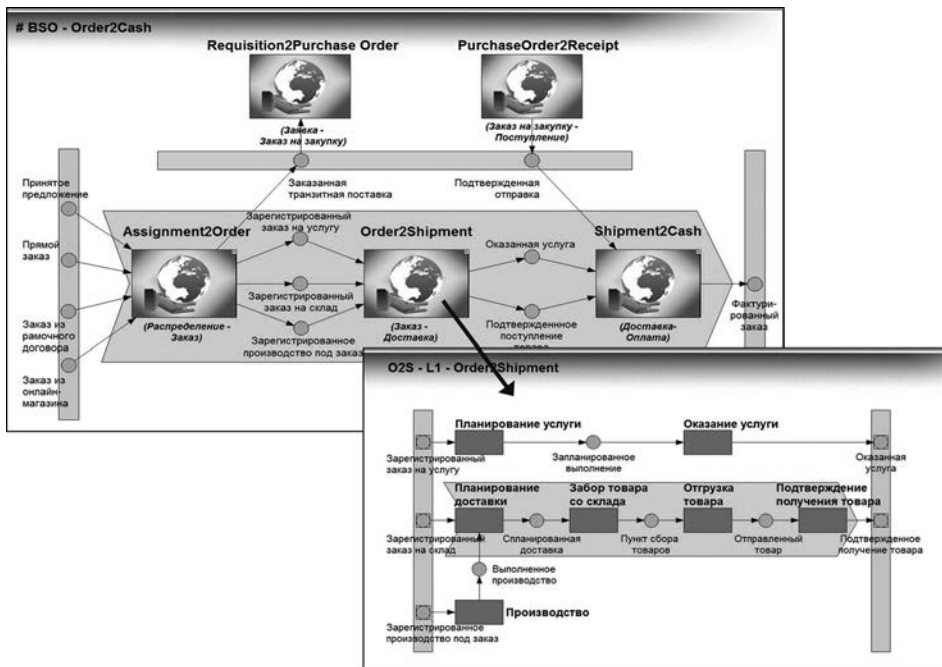 # BSO - Order2Cash
Requisition2Purchase Order
PurchaseOrder2Receipt
(Заявка -
Заказ на закупку)
(Заказ на закупку -
Поступление)
Принятое
предложение
Заказанная
транзитная поставка
Подтвержденная
отправка
Зарегистрированный
заказ на услугу
Assignment2Order
Order2Shipment
Оказанная услуга
Shipment2Cash
Прямой
заказ
Зарегистрированный
заказ на склад
Заказ из
рамочного
договора
(Распределение -
Заказ)
Зарегистрированное
производство под заказ
(Заказ -
Доставка)
Подтвержденнное
поступление
товара
(Доставка-
Оплата)
Фактури-
рованный
заказ
Заказ из
онлайн-
магазина
O2S - L1 - Order2Shipment
Планирование услуги
Оказание услуги
Зарегистрированный
заказ на услугу
Запланированное
выполнение
Оказанная
услуга
Планирование
доставки
Забор товара
со склада
Отгрузка
товара
Подтверждение
получения товара
Зарегистрированный
заказ на склад
Спланированная
доставка
Пункт сбора
товаров
Отправленный
товар
Подтвержденное
получение товара
Выполненное
производство
Производство
Зарегистрированное
производство под заказ